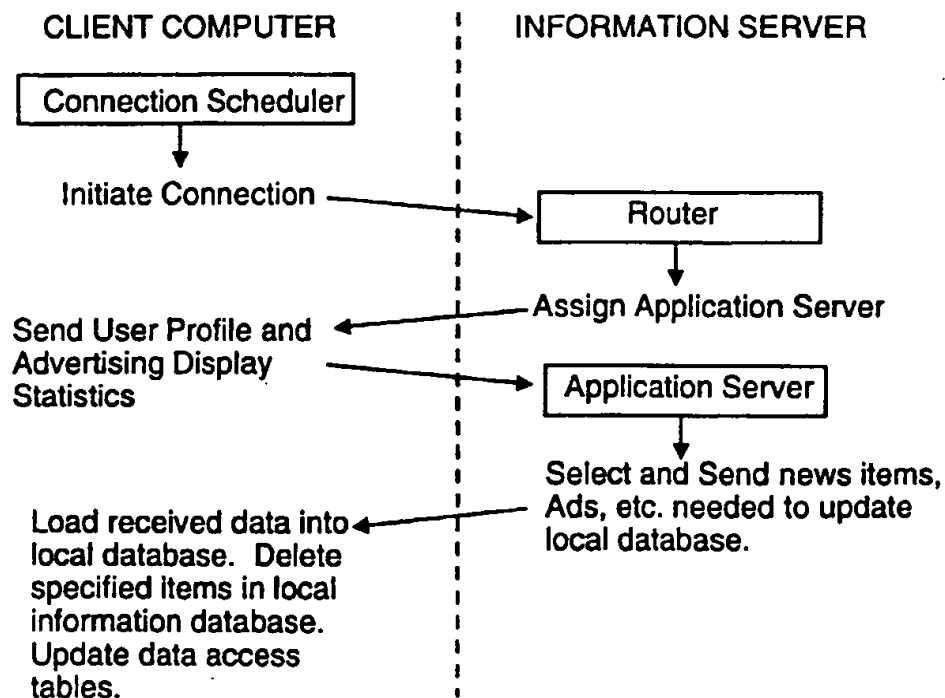 CLIENT COMPUTER
INFORMATION SERVER
Connection Scheduler
Initiate Connection
Router
Assign Application Server
Send User Profile and
Advertising Display
Statistics
Application Server
Select and Send news items,
Ads, etc. needed to update
local database.
Load received data into
local database. Delete
specified items in local
information database.
Update data access
tables.